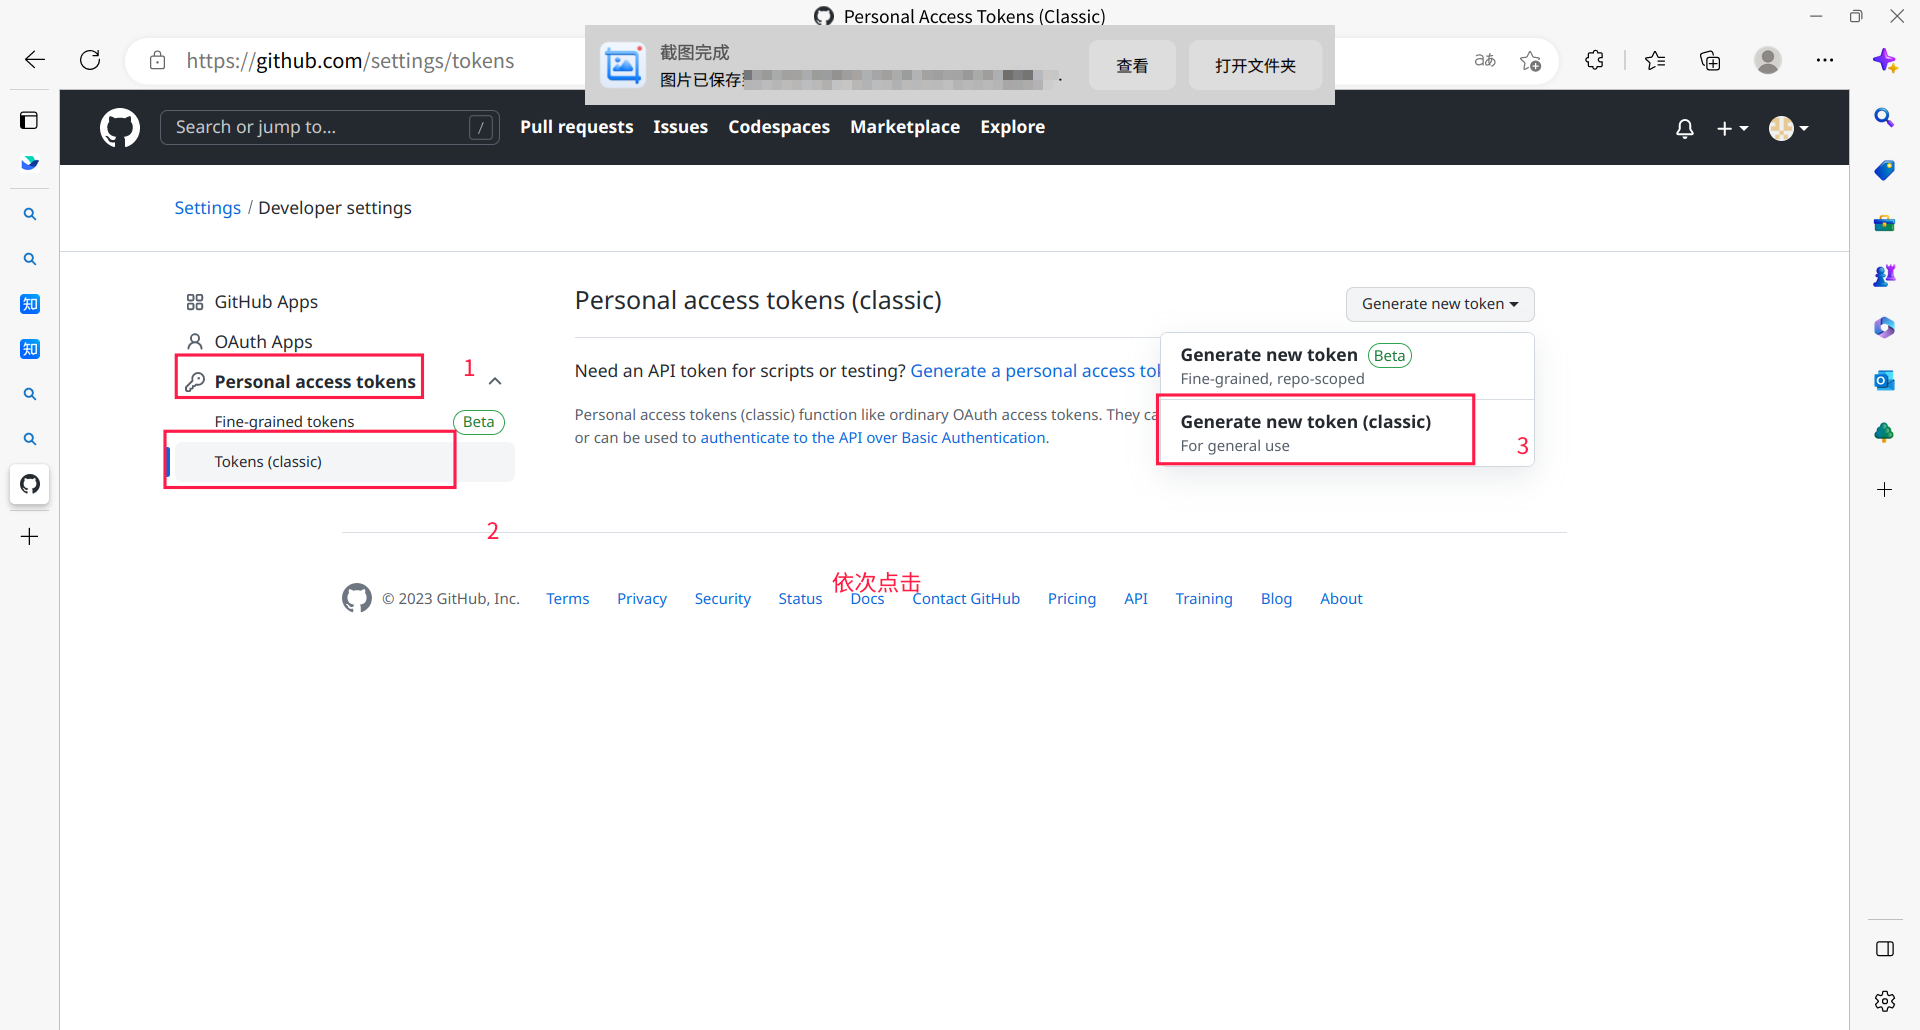 Personal Access Tokens (Classic)
https://github.com/settings/tokens
截图完成
图片已保存
查看
打开文件夹
aあ
Search or jump to...
/
Pull requests
Issues
Codespaces
Marketplace
Explore
Settings / Developer settings
GitHub Apps
OAuth Apps
Personal access tokens
1
Fine-grained tokens
Beta
Tokens (classic)
2
Personal access tokens (classic)
Generate new token
Need an API token for scripts or testing? Generate a personal access
Personal access tokens (classic) function like ordinary OAuth access tokens. They
or can be used to authenticate to the API over Basic Authentication.
Generate new token Beta
Fine-grained, repo-scoped
Generate new token (classic)
For general use
3
依次点击
© 2023 GitHub, Inc.
Terms
Privacy
Security
Status
Docs
Contact GitHub
Pricing
API
Training
Blog
About
知
知